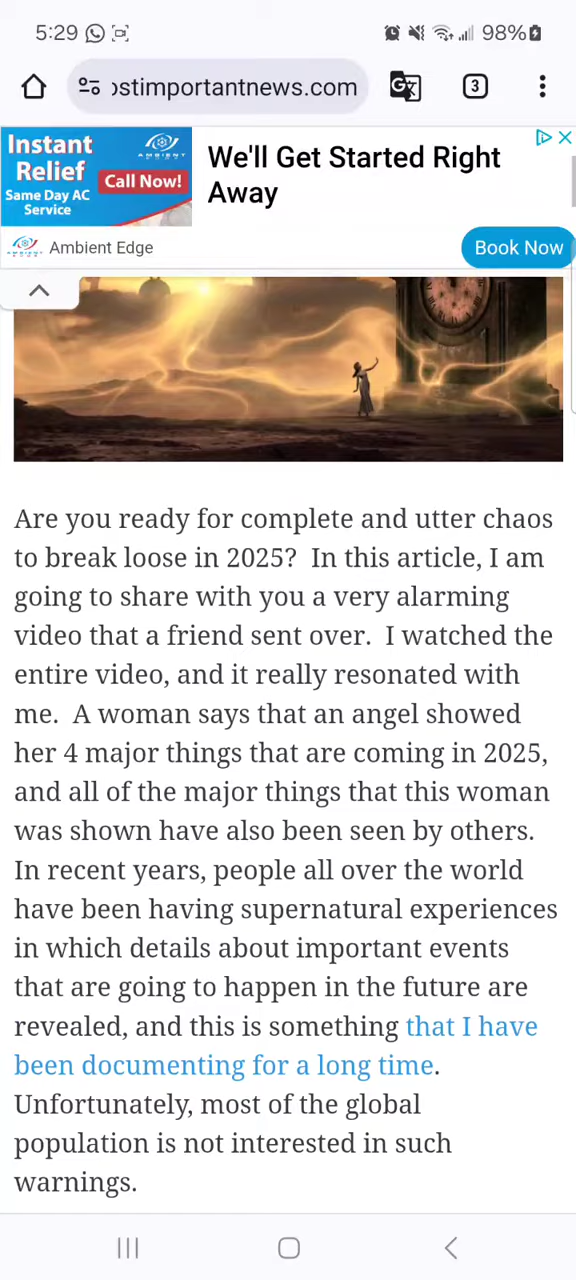 5:29 98%
ostimportantnews.com 3
Instant
Relief
Same Day AC
Service
AMBIENT
EDGE
Call Now!
We'll Get Started Right
Away
Ambient Edge
Book Now
Are you ready for complete and utter chaos
to break loose in 2025?  In this article, I am
going to share with you a very alarming
video that a friend sent over.  I watched the
entire video, and it really resonated with
me.  A woman says that an angel showed
her 4 major things that are coming in 2025,
and all of the major things that this woman
was shown have also been seen by others.
In recent years, people all over the world
have been having supernatural experiences
in which details about important events
that are going to happen in the future are
revealed, and this is something that I have
been documenting for a long time.
Unfortunately, most of the global
population is not interested in such
warnings.